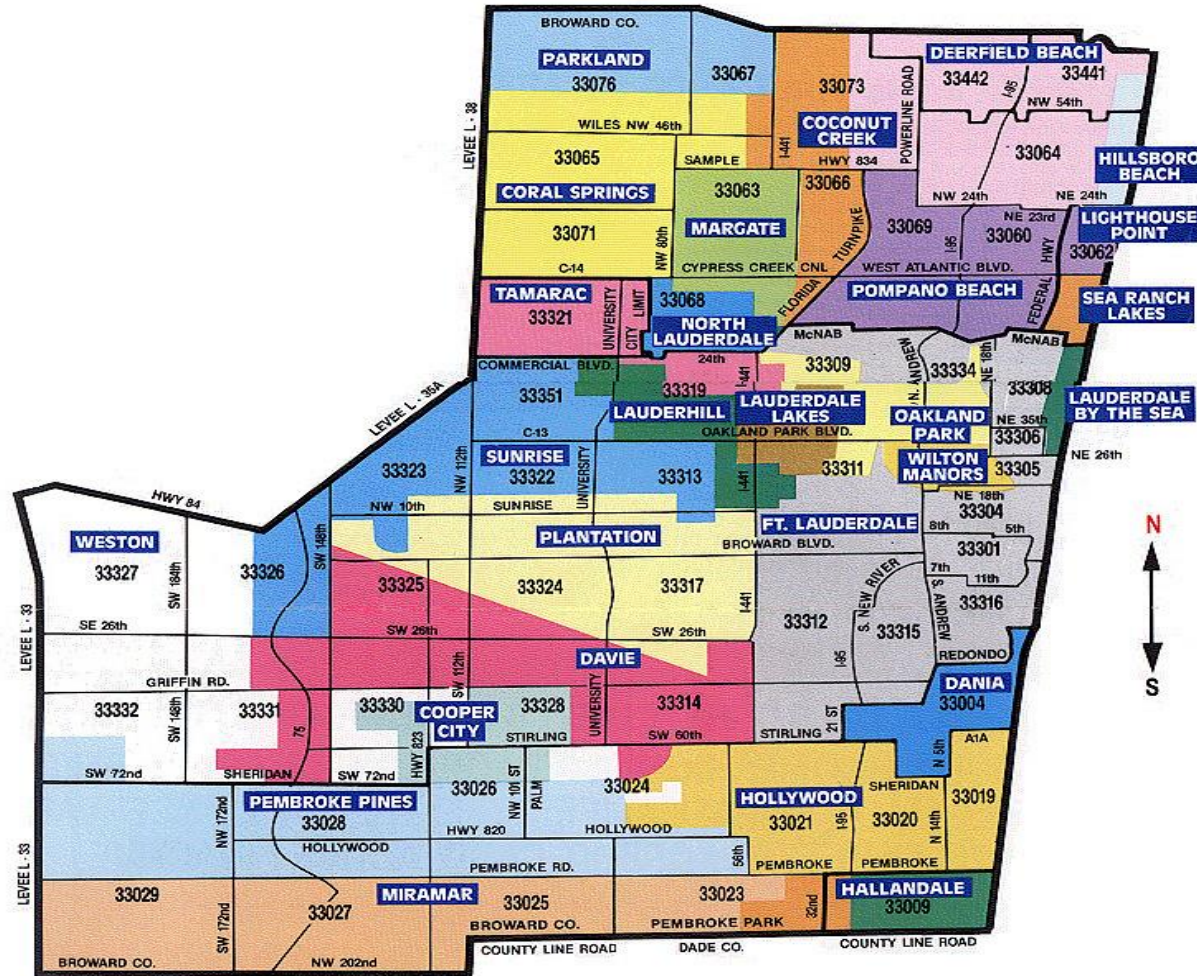 BROWARD CO.
PARKLAND
33076
33067
33073
DEERFIELD BEACH
33442
33441
I-95
NW 54th
POWERLINE ROAD
LEVEE L - 38
WILES NW 46th
I-441
COCONUT
CREEK
HWY 834
33064
33065
SAMPLE
HILLSBORO
BEACH
CORAL SPRINGS
33063
33066
NW 24th
NE 24th
MARGATE
33069
I-95
NE 23rd
33060
HWY
LIGHTHOUSE
POINT
33062
33071
NW 80th
TURNPIKE
C-14
CYPRESS CREEK CNL
WEST ATLANTIC BLVD.
TAMARAC
33321
UNIVERSITY
CITY LIMIT
33068
FLORIDA
POMPANO BEACH
FEDERAL
SEA RANCH
LAKES
NORTH
LAUDERDALE
McNAB
McNAB
24th
COMMERCIAL BLVD.
33309
N. ANDREW
33334
NE 18th
33308
33351
33319
I-441
LEVEE L - 35A
LAUDERHILL
LAUDERDALE
LAKES
OAKLAND
PARK
LAUDERDALE
BY THE SEA
C-13
OAKLAND PARK BLVD.
NE 35th
33306
NE 26th
SUNRISE
33323
NW 112th
33322
UNIVERSITY
33313
I-441
33311
WILTON
MANORS
33305
HWY 84
NW 10th
SUNRISE
NE 18th
33304
WESTON
33327
SW 184th
33326
SW 148th
PLANTATION
FT. LAUDERDALE
BROWARD BLVD.
8th
5th
33301
7th
11th
N
S
33325
33324
33317
I-441
S. NEW RIVER
S. ANDREW
33316
LEVEE L - 33
SE 26th
SW 26th
SW 26th
33312
33315
I-95
REDONDO
DAVIE
GRIFFIN RD.
SW 112th
DANIA
33004
33332
SW 148th
33331
75
33330
COOPER
CITY
33328
UNIVERSITY
33314
21 ST
STIRLING
SW 60th
STIRLING
N 5th
A1A
SW 72nd
SHERIDAN
SW 72nd
HWY 823
PEMBROKE PINES
33028
NW 172nd
33026
NW 101 ST
PALM
33024
HOLLYWOOD
33021
I-95
SHERIDAN
33020
N 14th
33019
HOLLYWOOD
HWY 820
HOLLYWOOD
PEMBROKE RD.
56th
PEMBROKE
PEMBROKE
LEVEE L - 33
33029
SW 172nd
MIRAMAR
33027
33025
33023
32nd
HALLANDALE
33009
BROWARD CO.
PEMBROKE PARK
BROWARD CO.
NW 202nd
COUNTY LINE ROAD
DADE CO.
COUNTY LINE ROAD